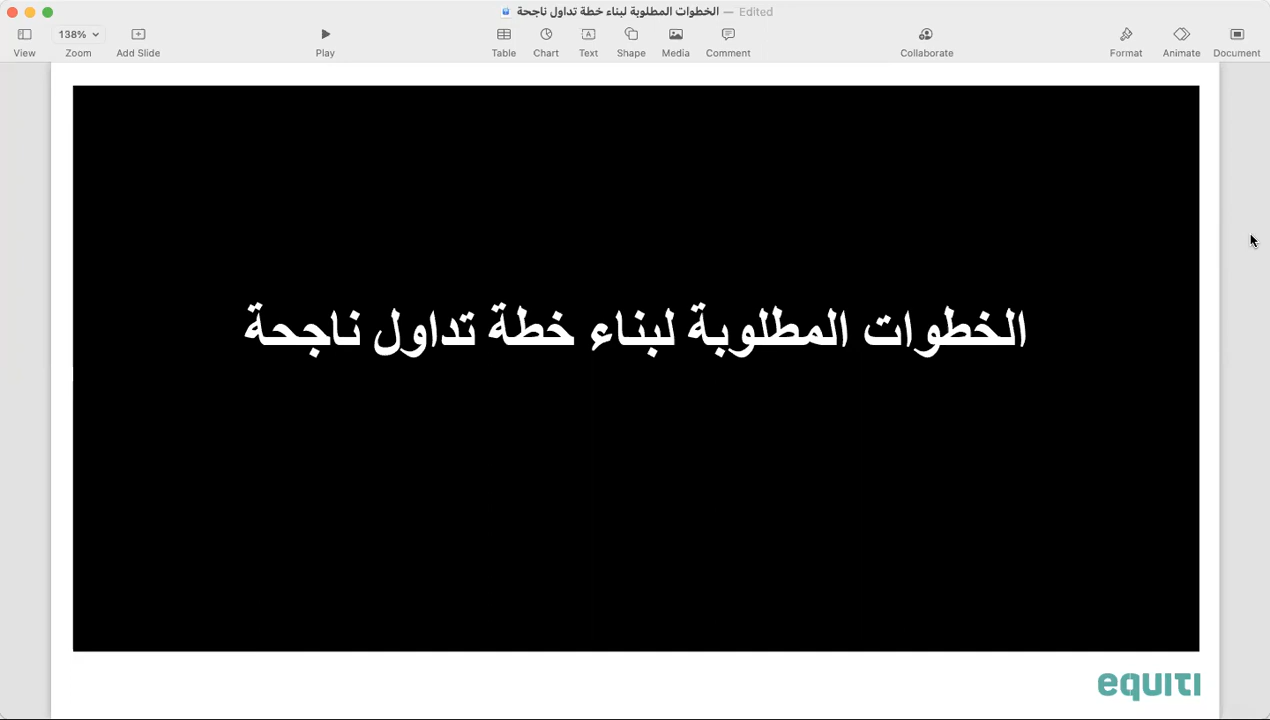 الخطوات المطلوبة لبناء خطة تداول ناجحة — Edited
138%
View
Zoom
Add Slide
Play
Table
Chart
Text
Shape
Media
Comment
Collaborate
Format
Animate
Document
الخطوات المطلوبة لبناء خطة تداول ناجحة
equiti